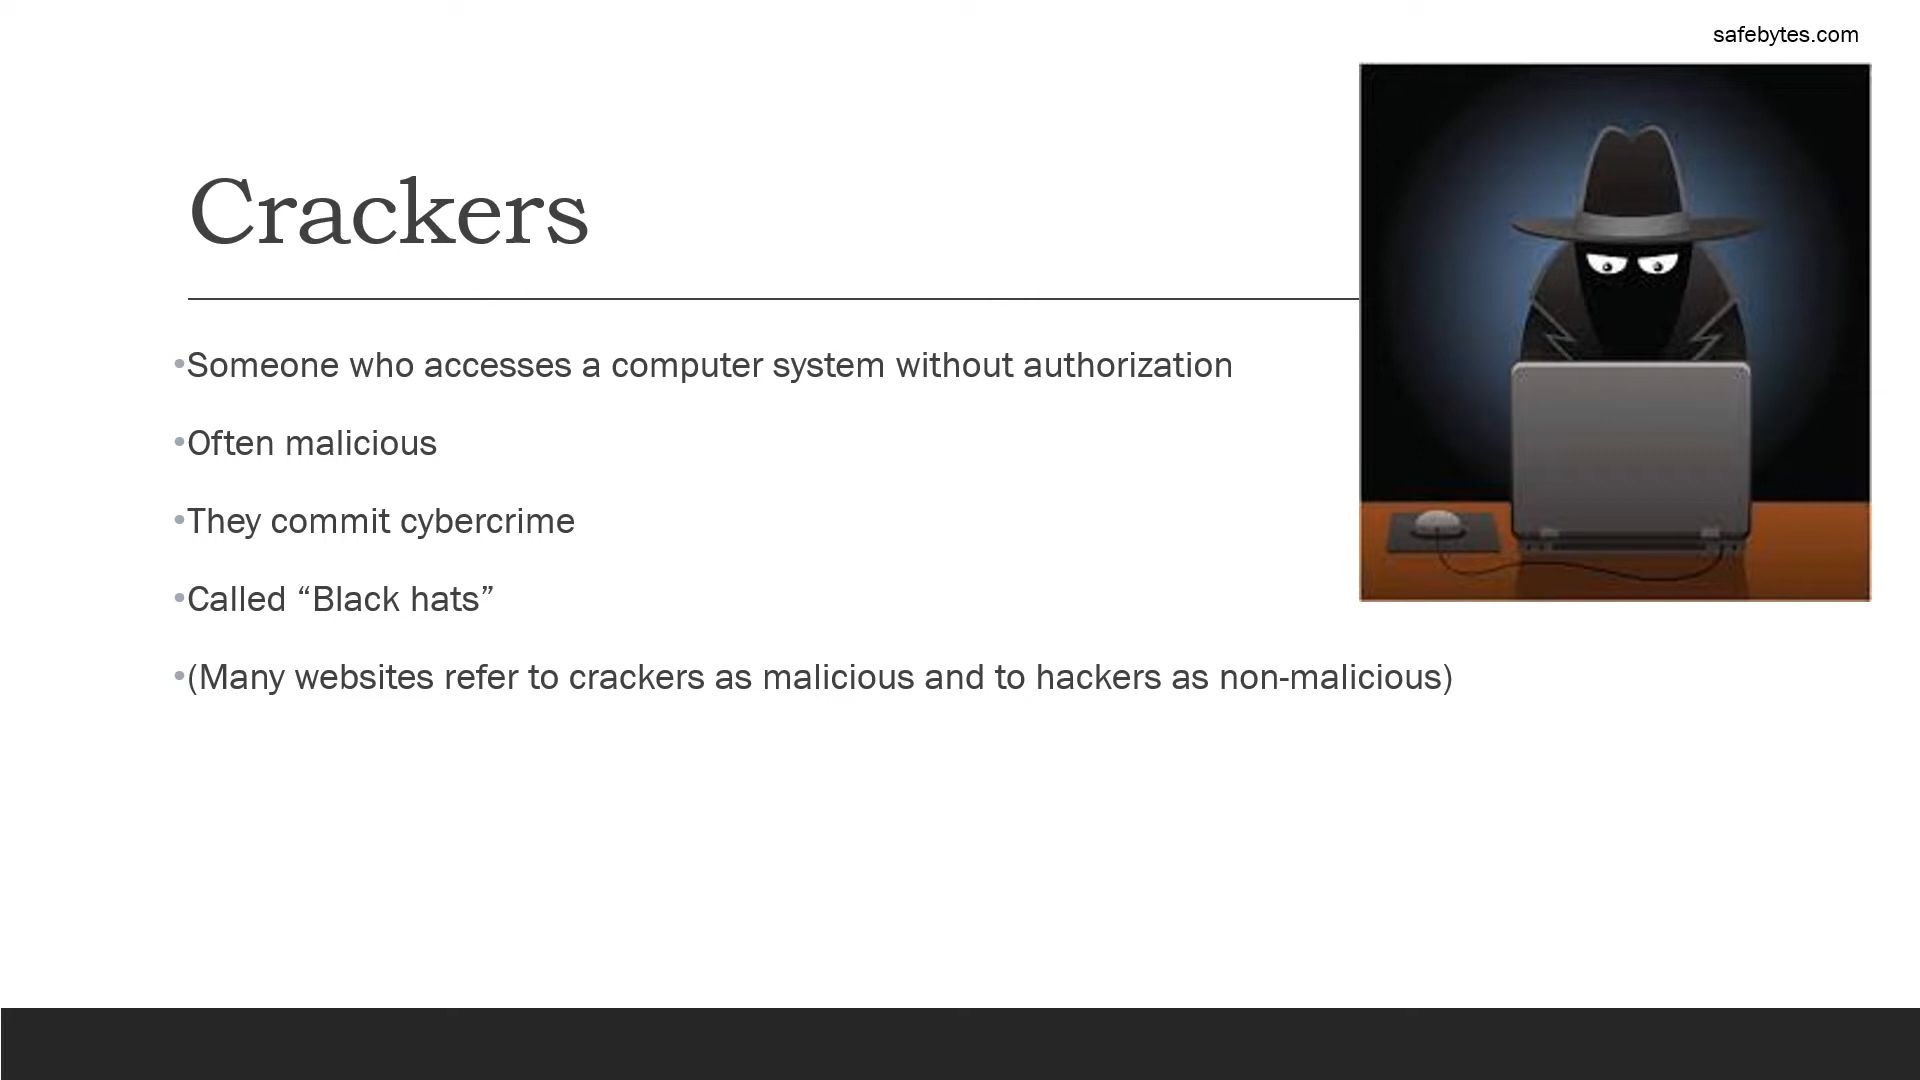 safebytes.com
Crackers
•Someone who accesses a computer system without authorization
•Often malicious
•They commit cybercrime
•Called “Black hats”
•(Many websites refer to crackers as malicious and to hackers as non-malicious)